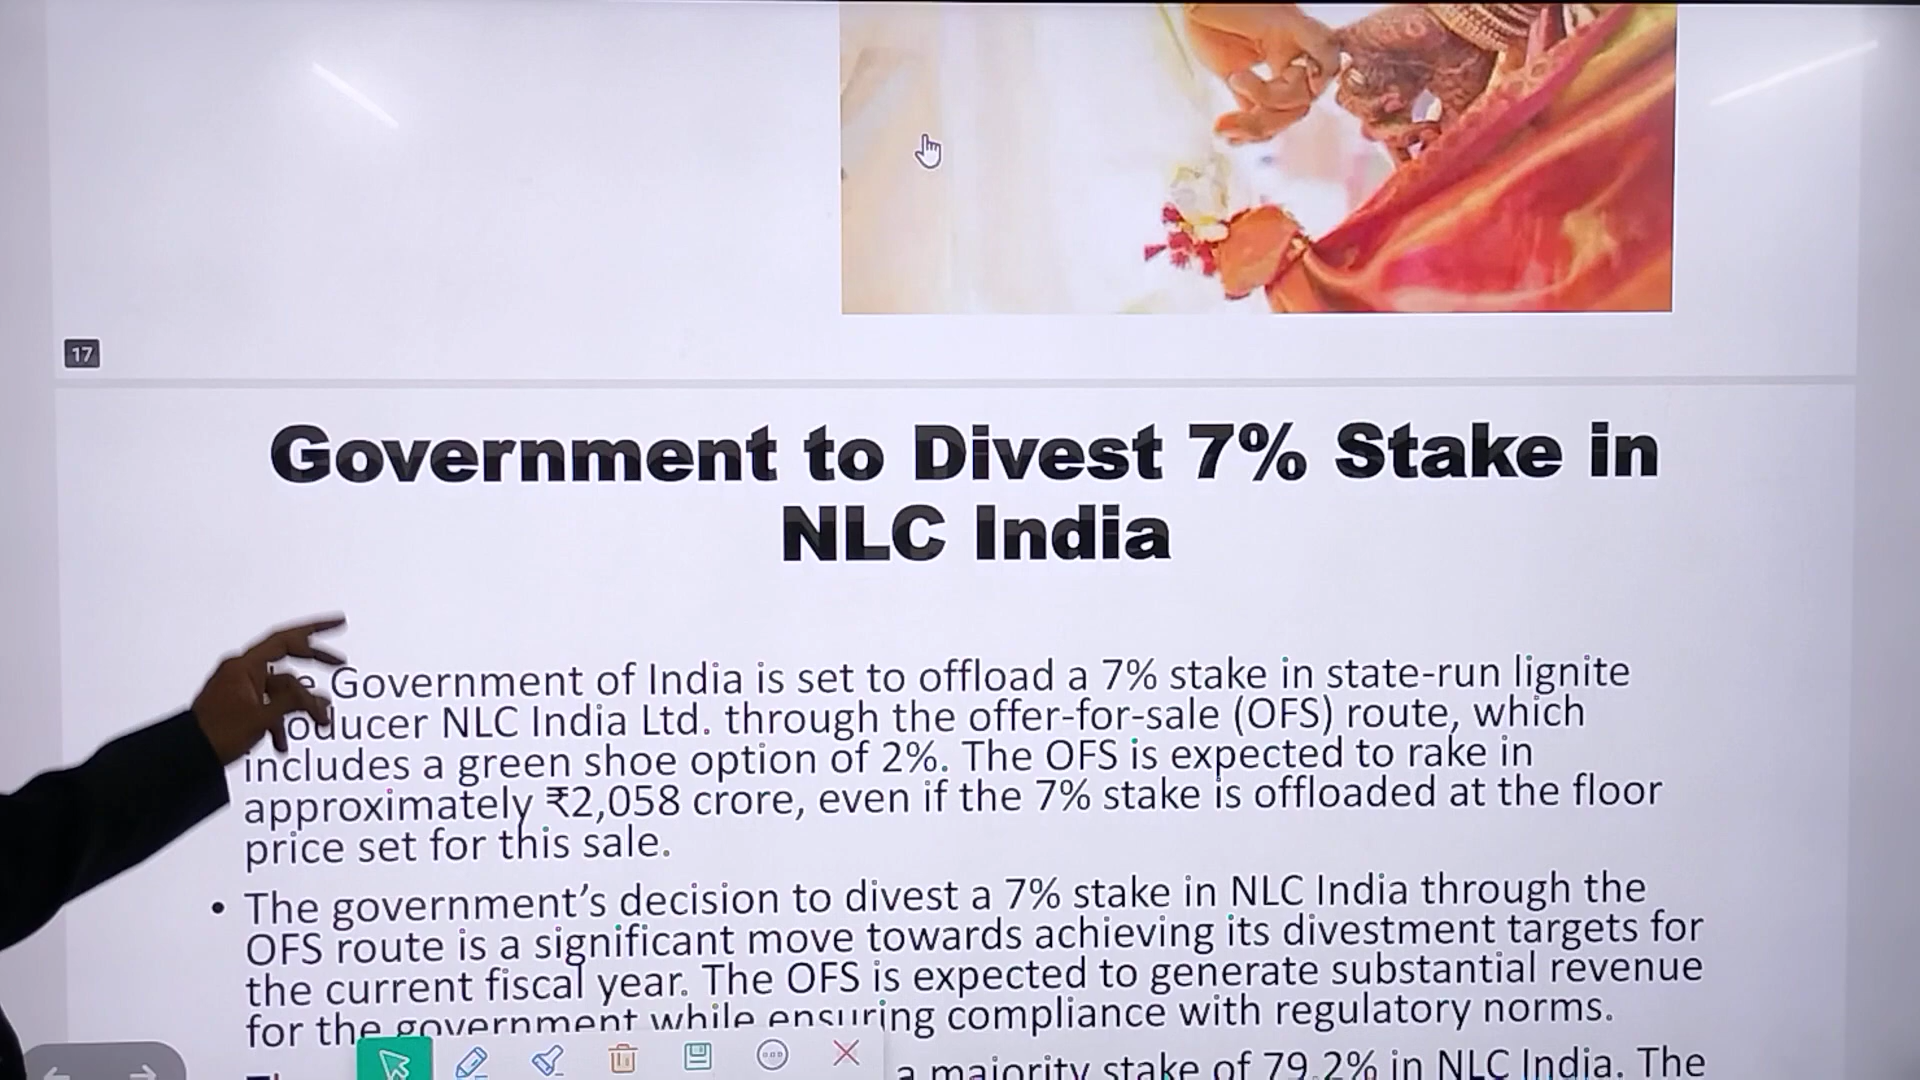 17
Government to Divest 7% Stake in
NLC India
Government of India is set to offload a 7% stake in state-run lignite
NLC India Ltd. through the offer-for-sale (OFS) route, which
includes a green shoe option of 2%. The OFS is expected to rake in
approximately ₹2,058 crore, even if the 7% stake is offloaded at the floor
price set for this sale.
• The government's decision to divest a 7% stake in NLC India through the
OFS route is a significant move towards achieving its divestment targets for
the current fiscal year. The OFS is expected to generate substantial revenue
for the government while ensuring compliance with regulatory norms.
a majority stake of 79.2% in NLC India. The